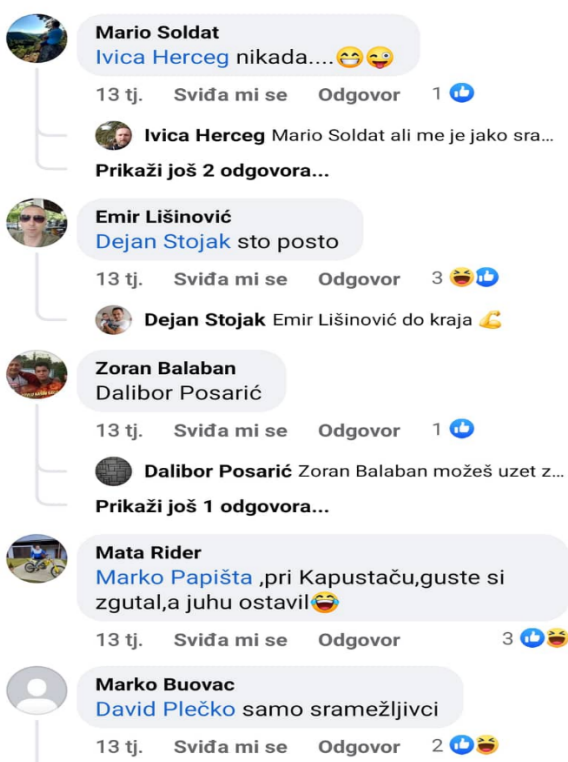 Mario Soldat
Ivica Herceg nikada....😁😜
13 tj. Sviđa mi se Odgovor 1
Ivica Herceg Mario Soldat ali me je jako sra...
Prikaži još 2 odgovora...
Emir Lišinović
Dejan Stojak sto posto
13 tj. Sviđa mi se Odgovor 3
Dejan Stojak Emir Lišinović do kraja 💪
Zoran Balaban
Dalibor Posarić
13 tj. Sviđa mi se Odgovor 1
Dalibor Posarić Zoran Balaban možeš uzet z...
Prikaži još 1 odgovora...
Mata Rider
Marko Papišta ,pri Kapustaču,guste si
zgutal,a juhu ostavil😂
13 tj. Sviđa mi se Odgovor 3
Marko Buovac
David Plečko samo sramežljivci
13 tj. Sviđa mi se Odgovor 2